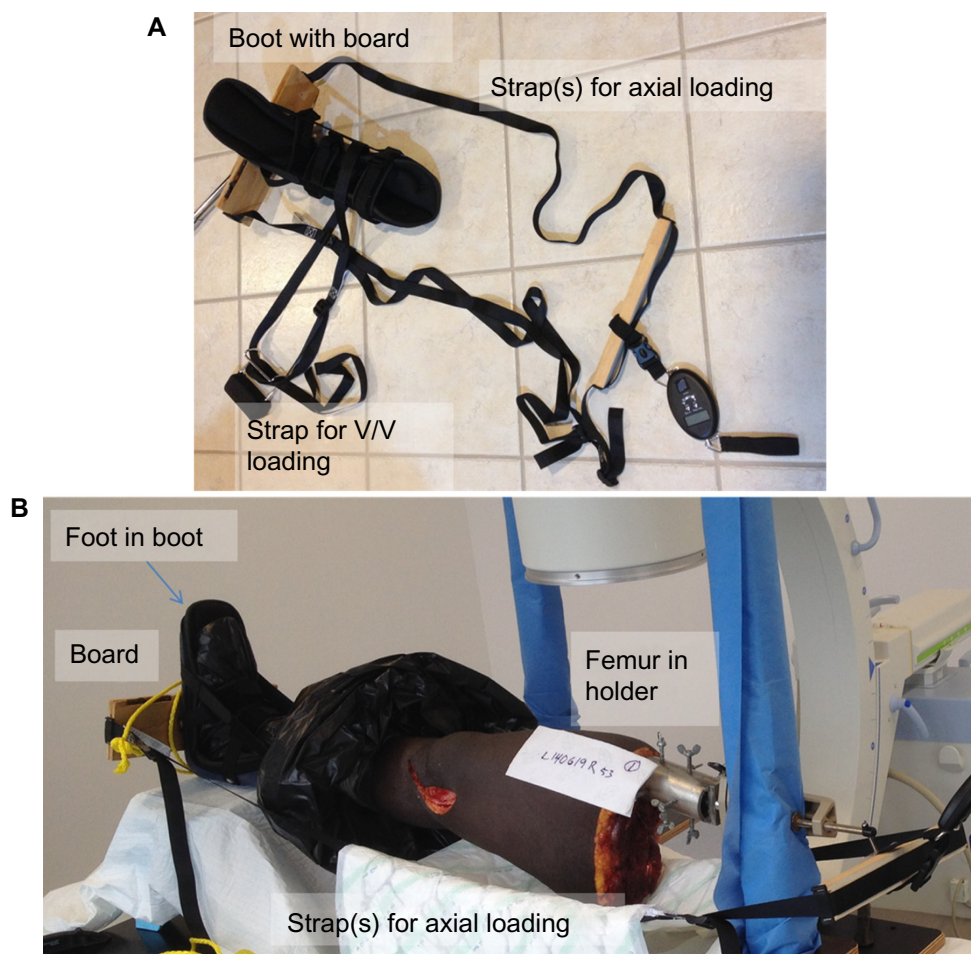 A
Boot with board
Strap(s) for axial loading
Strap for V/V
loading
B
Foot in boot
Board
Femur in
holder
L140619R 53
1
Strap(s) for axial loading